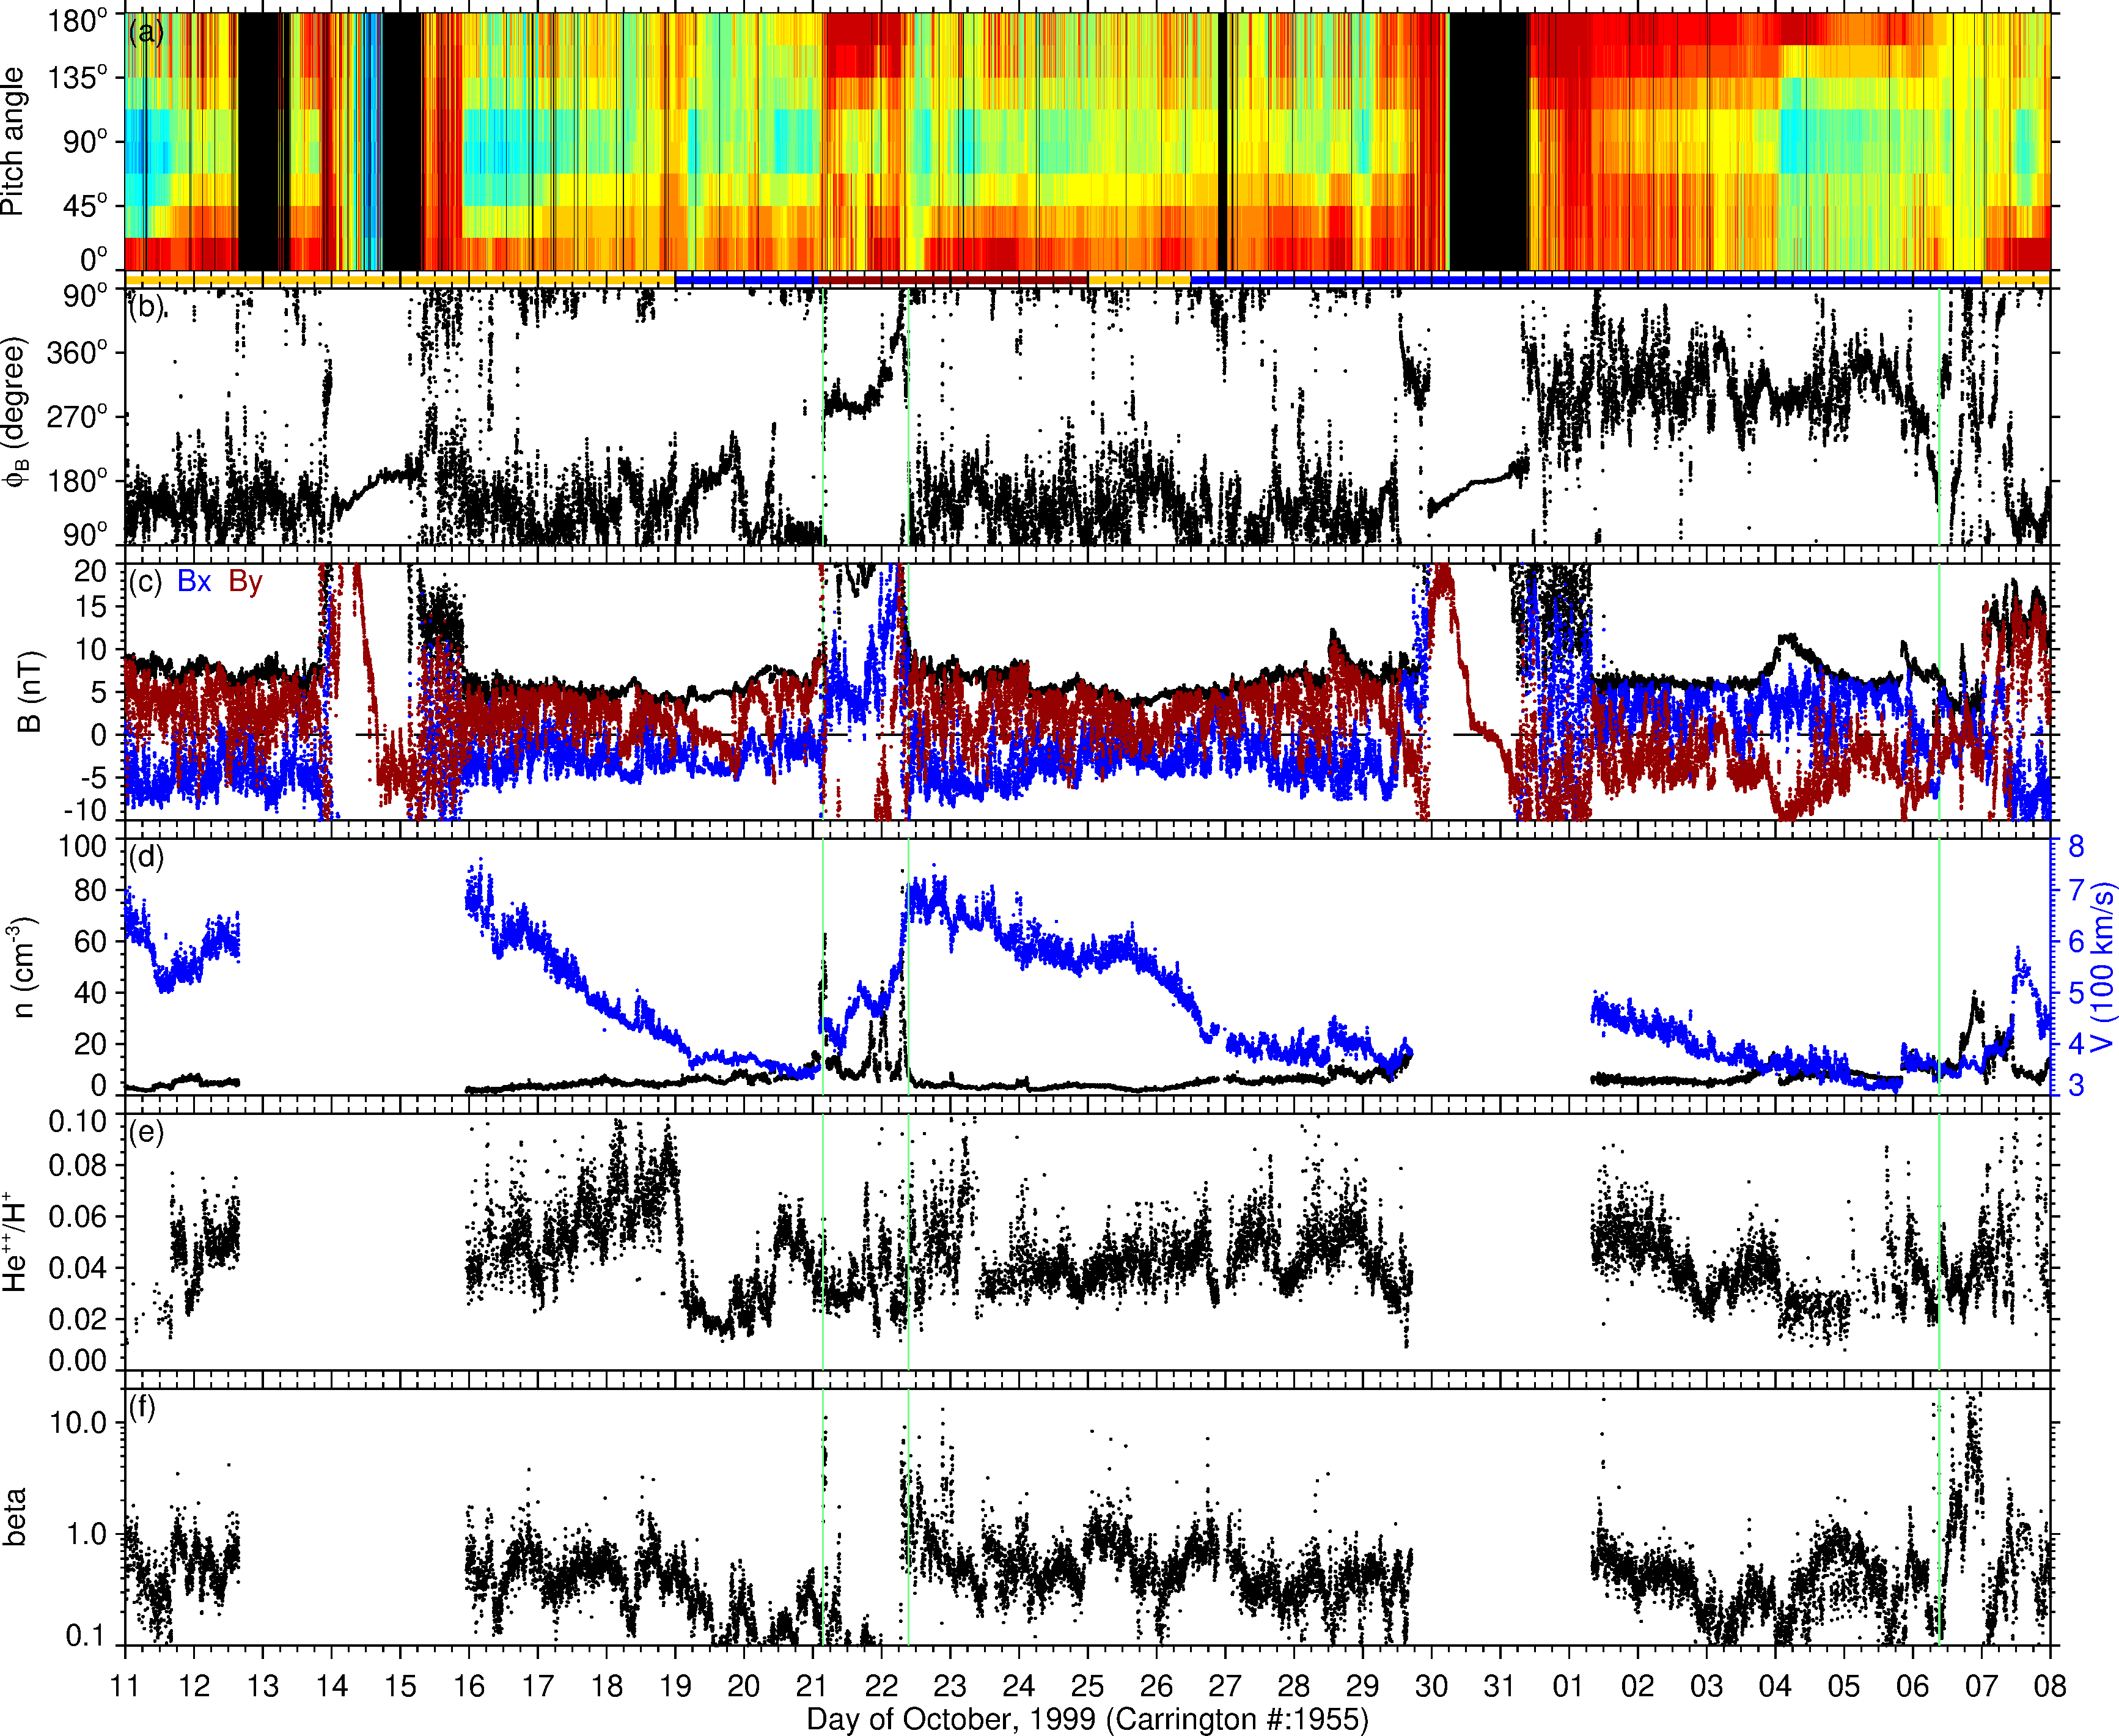 (a)
Pitch angle
180°
135°
90°
45°
0°
(b)
ϕB (degree)
90°
360°
270°
180°
90°
(c) Bx By
B (nT)
20
15
10
5
0
-5
-10
(d)
n (cm-3)
100
80
60
40
20
0
V (100 km/s)
8
7
6
5
4
3
(e)
He++/H+
0.10
0.08
0.06
0.04
0.02
0.00
(f)
beta
10.0
1.0
0.1
11 12 13 14 15 16 17 18 19 20 21 22 23 24 25 26 27 28 29 30 31 01 02 03 04 05 06 07 08
Day of October, 1999 (Carrington #:1955)